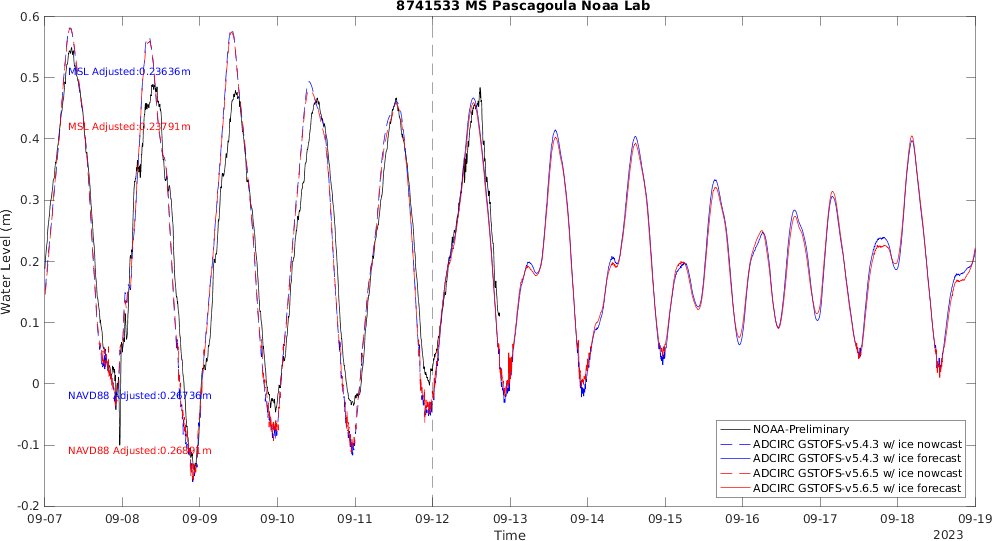 8741533 MS Pascagoula Noaa Lab
0.6
0.5
0.4
0.3
0.2
0.1
0
-0.1
-0.2
Water Level (m)
MSL Adjusted:0.23636m
MSL Adjusted:0.23791m
NAVD88 Adjusted:0.26736m
NAVD88 Adjusted:0.26891m
NOAA-Preliminary
ADCIRC GSTOFS-v5.4.3 w/ ice nowcast
ADCIRC GSTOFS-v5.4.3 w/ ice forecast
ADCIRC GSTOFS-v5.6.5 w/ ice nowcast
ADCIRC GSTOFS-v5.6.5 w/ ice forecast
09-07 09-08 09-09 09-10 09-11 09-12 09-13 09-14 09-15 09-16 09-17 09-18 09-19
Time
2023